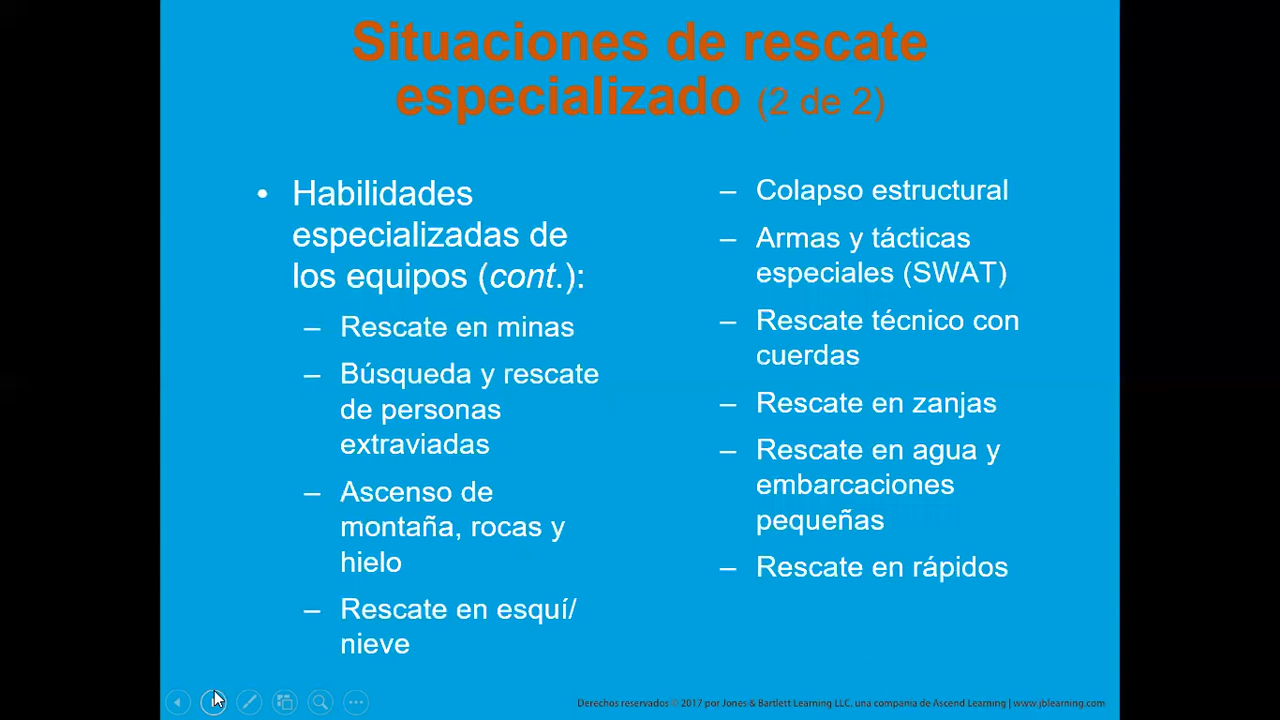 Situaciones de rescate
especializado (2 de 2)
• Habilidades
especializadas de
los equipos (cont.):
– Rescate en minas
– Búsqueda y rescate
de personas
extraviadas
– Ascenso de
montaña, rocas y
hielo
– Rescate en esquí/
nieve
– Colapso estructural
– Armas y tácticas
especiales (SWAT)
– Rescate técnico con
cuerdas
– Rescate en zanjas
– Rescate en agua y
embarcaciones
pequeñas
– Rescate en rápidos
Derechos reservados © 2017 por Jones & Bartlett Learning LLC. una compania de Ascend Learning | www.jblearning.com